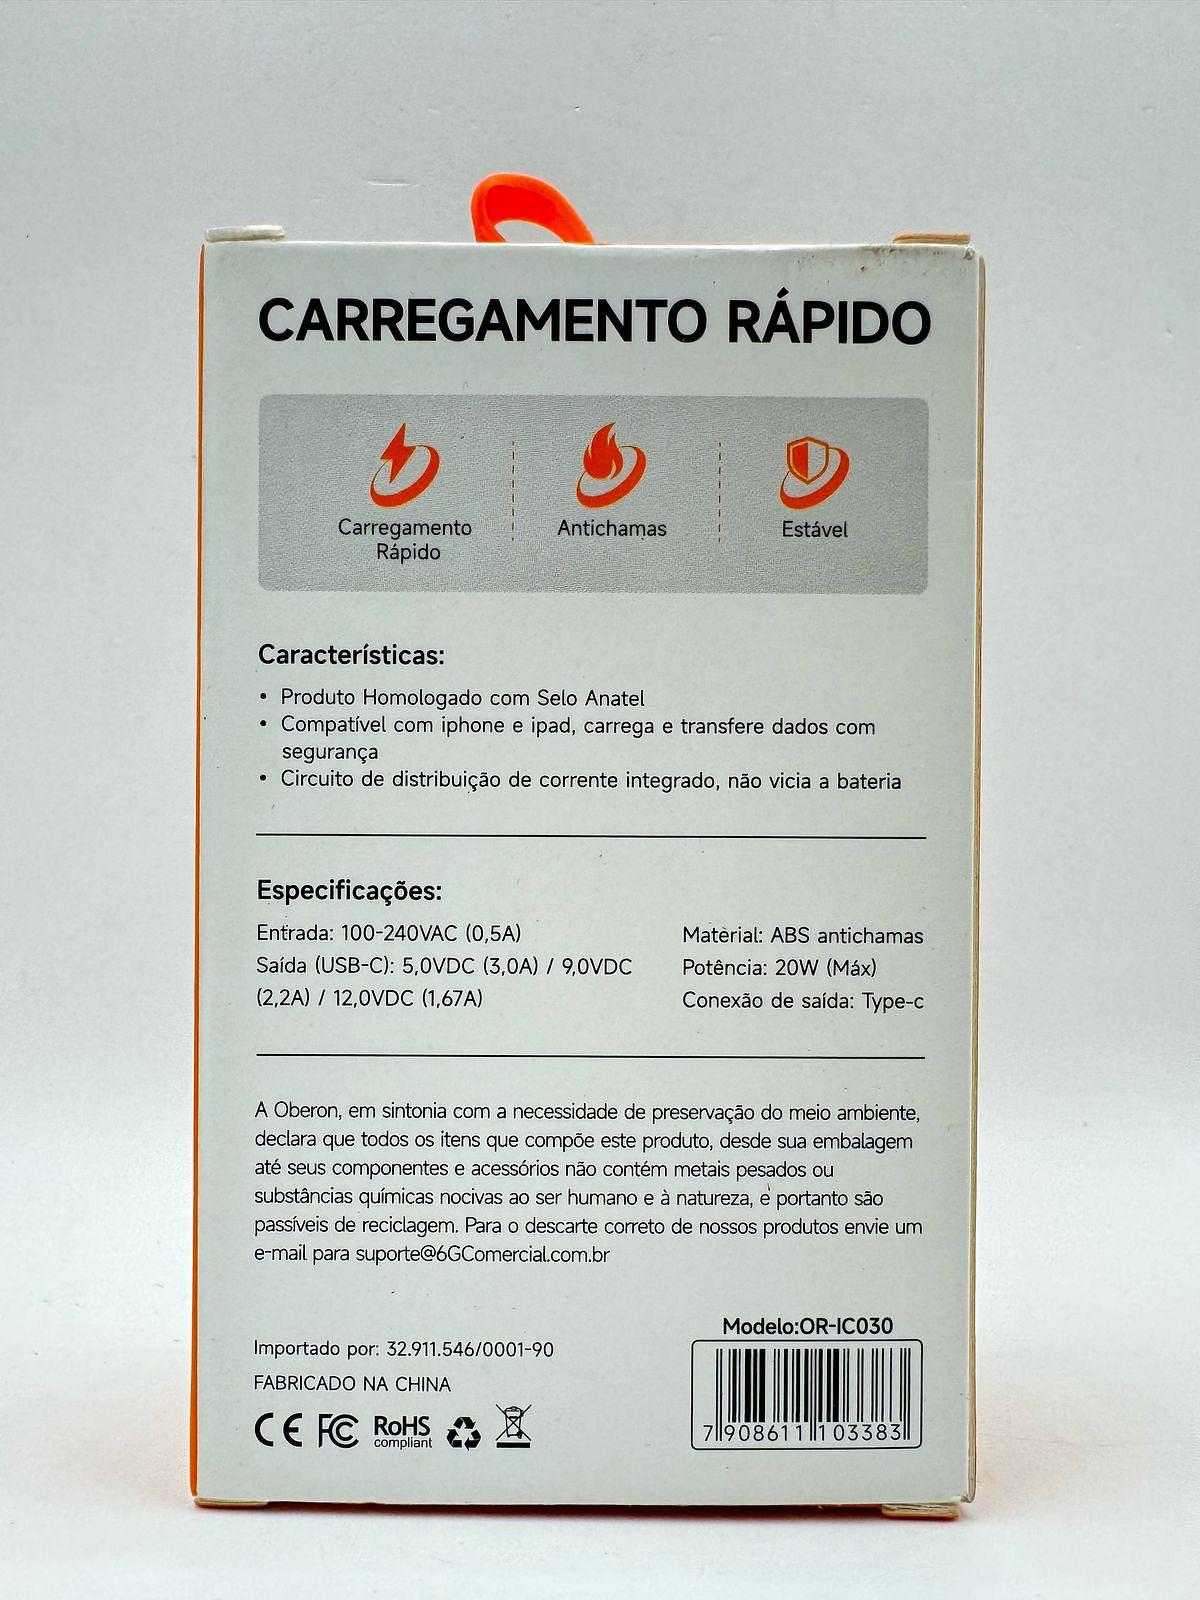 CARREGAMENTO RÁPIDO
Carregamento
Rápido
Antichamas
Estável
Características:
• Produto Homologado com Selo Anatel
• Compatível com iphone e ipad, carrega e transfere dados com
segurança
• Circuito de distribuição de corrente integrado, não vicia a bateria
Especificações:
Entrada: 100-240VAC (0,5A)
Saída (USB-C): 5,0VDC (3,0A) / 9,0VDC
(2,2A) / 12,0VDC (1,67A)
Material: ABS antichamas
Potência: 20W (Máx)
Conexão de saída: Type-c
A Oberon, em sintonia com a necessidade de preservação do meio ambiente,
declara que todos os itens que compõe este produto, desde sua embalagem
até seus componentes e acessórios não contém metais pesados ou
substâncias químicas nocivas ao ser humano e à natureza, e portanto são
passíveis de reciclagem. Para o descarte correto de nossos produtos envie um
e-mail para suporte@6GComercial.com.br
Importado por: 32.911.546/0001-90
FABRICADO NA CHINA
CE FC RoHS
compliant
Modelo:OR-IC030
7 908611 103383